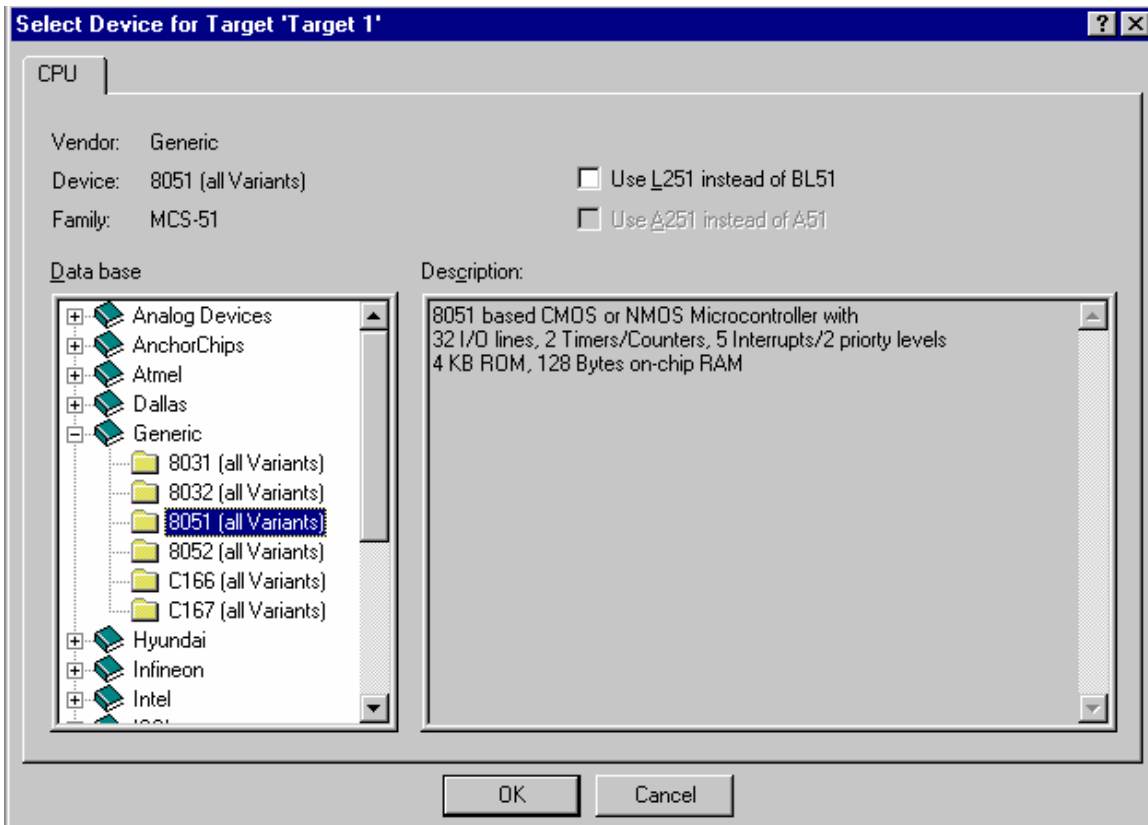 Select Device for Target 'Target 1'
CPU
Vendor: Generic
Device: 8051 (all Variants)
Use L251 instead of BL51
Family: MCS-51
Use A251 instead of A51
Data base
Description:
Analog Devices
AnchorChips
Atmel
Dallas
Generic
8031 (all Variants)
8032 (all Variants)
8051 (all Variants)
8052 (all Variants)
C166 (all Variants)
C167 (all Variants)
Hyundai
Infineon
Intel
8051 based CMOS or NMOS Microcontroller with
32 I/O lines, 2 Timers/Counters, 5 Interrupts/2 priorty levels
4 KB ROM, 128 Bytes on-chip RAM
OK
Cancel